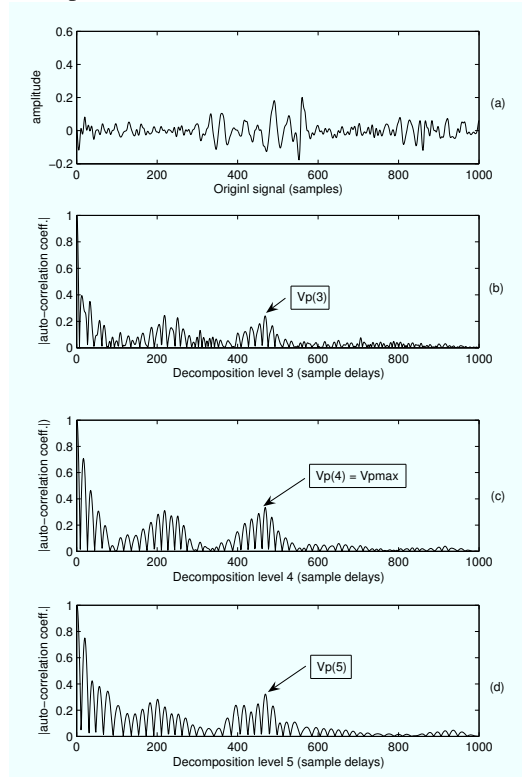 0.6
0.4
0.2
0
−0.2
amplitude
0 200 400 600 800 1000
Originl signal (samples)
(a)
1
0.8
0.6
0.4
0.2
0
|auto−correlation coeff.|
Vp(3)
0 200 400 600 800 1000
Decomposition level 3 (sample delays)
(b)
1
0.8
0.6
0.4
0.2
0
|auto−correlation coeff.|)
Vp(4) = Vpmax
0 200 400 600 800 1000
Decomposition level 4 (sample delays)
(c)
1
0.8
0.6
0.4
0.2
0
|auto−correlation coeff.|
Vp(5)
0 200 400 600 800 1000
Decomposition level 5 (sample delays)
(d)